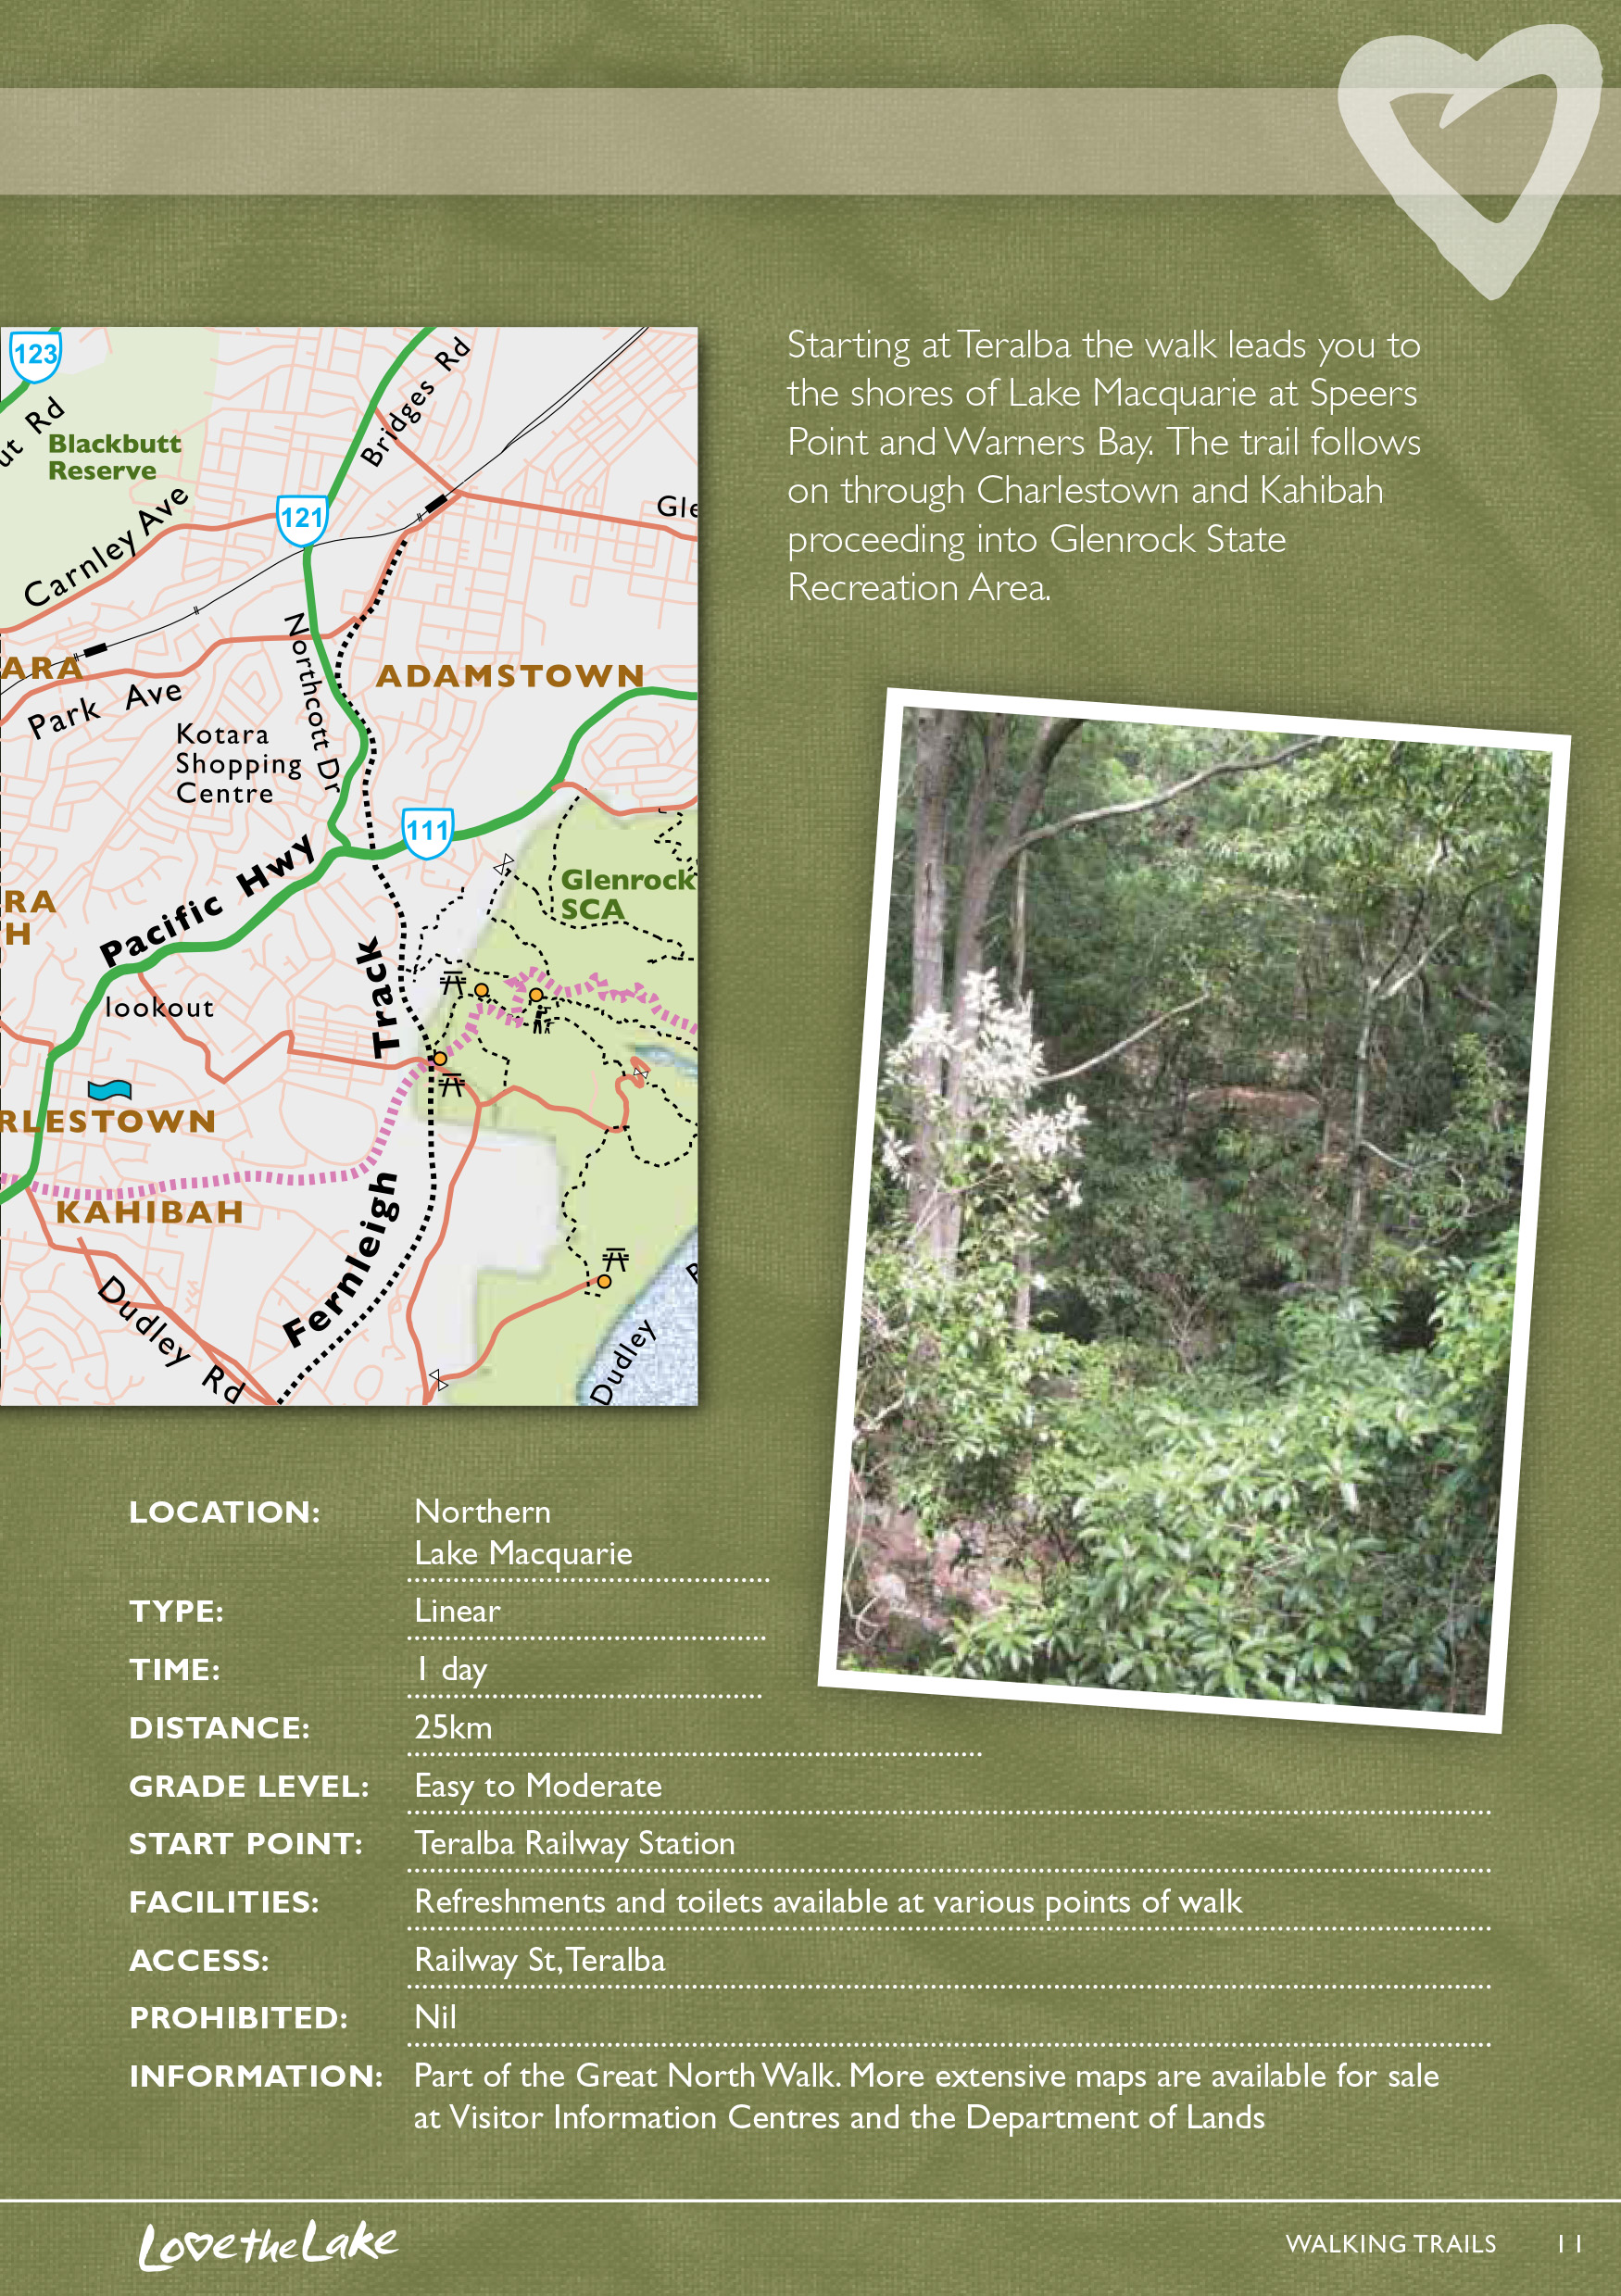 Starting at Teralba the walk leads you to
the shores of Lake Macquarie at Speers
Point and Warners Bay. The trail follows
on through Charlestown and Kahibah
proceeding into Glenrock State
Recreation Area.
123
ut Rd
Blackbutt
Reserve
Bridges Rd
121
Gle
Carnley Ave
ARA
Park Ave
Northcott Dr
ADAMSTOWN
Kotara
Shopping
Centre
111
Pacific Hwy
Glenrock
SCA
RA
H
Fernleigh Track
lookout
RLESTOWN
KAHIBAH
Dudley Rd
Dudley
LOCATION: Northern
Lake Macquarie
TYPE: Linear
TIME: 1 day
DISTANCE: 25km
GRADE LEVEL: Easy to Moderate
START POINT: Teralba Railway Station
FACILITIES: Refreshments and toilets available at various points of walk
ACCESS: Railway St, Teralba
PROHIBITED: Nil
INFORMATION: Part of the Great North Walk. More extensive maps are available for sale
at Visitor Information Centres and the Department of Lands
Love the Lake
WALKING TRAILS 11